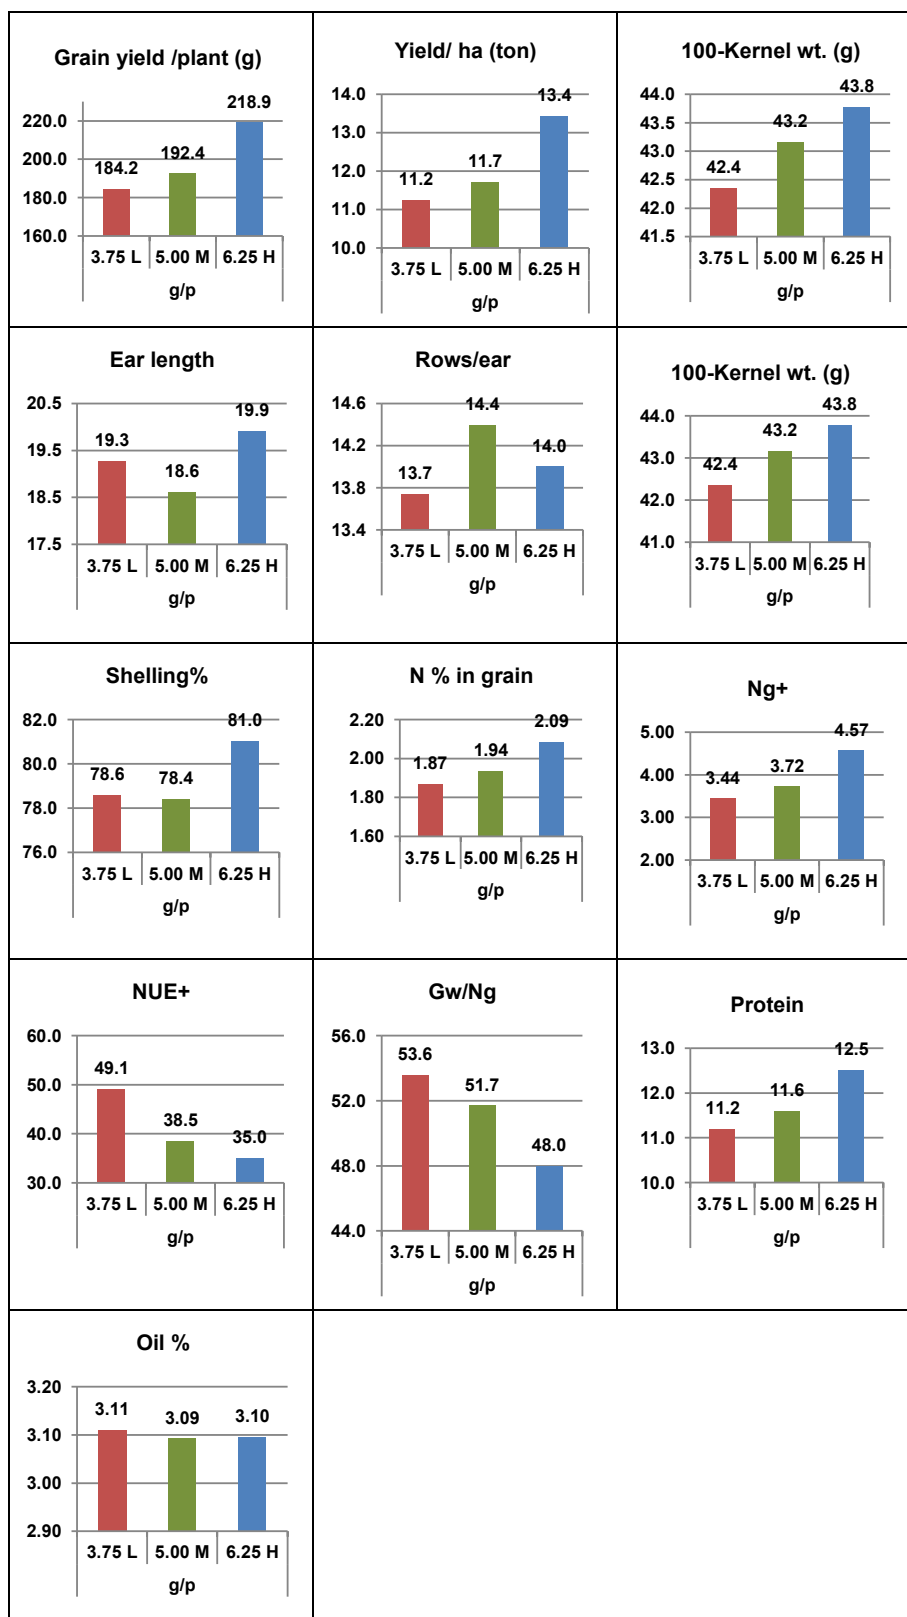 Grain yield /plant (g)
218.9
220.0
192.4
200.0
184.2
180.0
160.0
3.75 L 5.00 M 6.25 H
g/p
Yield/ ha (ton)
14.0
13.4
13.0
12.0
11.7
11.2
11.0
10.0
3.75 L 5.00 M 6.25 H
g/p
100-Kernel wt. (g)
44.0
43.8
43.5
43.2
43.0
42.5
42.4
42.0
41.5
3.75 L 5.00 M 6.25 H
g/p
Ear length
20.5
19.9
19.5
19.3
18.6
18.5
17.5
3.75 L 5.00 M 6.25 H
g/p
Rows/ear
14.6
14.4
14.2
14.0
13.8
13.7
13.4
3.75 L 5.00 M 6.25 H
g/p
100-Kernel wt. (g)
44.0
43.8
43.2
43.0
42.4
42.0
41.0
3.75 L 5.00 M 6.25 H
g/p
Shelling%
82.0
81.0
80.0
78.6
78.4
78.0
76.0
3.75 L 5.00 M 6.25 H
g/p
N % in grain
2.20
2.09
2.00
1.94
1.87
1.80
1.60
3.75 L 5.00 M 6.25 H
g/p
Ng+
5.00
4.57
4.00
3.72
3.44
3.00
2.00
3.75 L 5.00 M 6.25 H
g/p
NUE+
60.0
50.0
49.1
40.0
38.5
35.0
30.0
3.75 L 5.00 M 6.25 H
g/p
Gw/Ng
56.0
53.6
52.0
51.7
48.0
48.0
44.0
3.75 L 5.00 M 6.25 H
g/p
Protein
13.0
12.5
12.0
11.6
11.2
11.0
10.0
3.75 L 5.00 M 6.25 H
g/p
Oil %
3.20
3.11
3.09
3.10
3.10
3.00
2.90
3.75 L 5.00 M 6.25 H
g/p